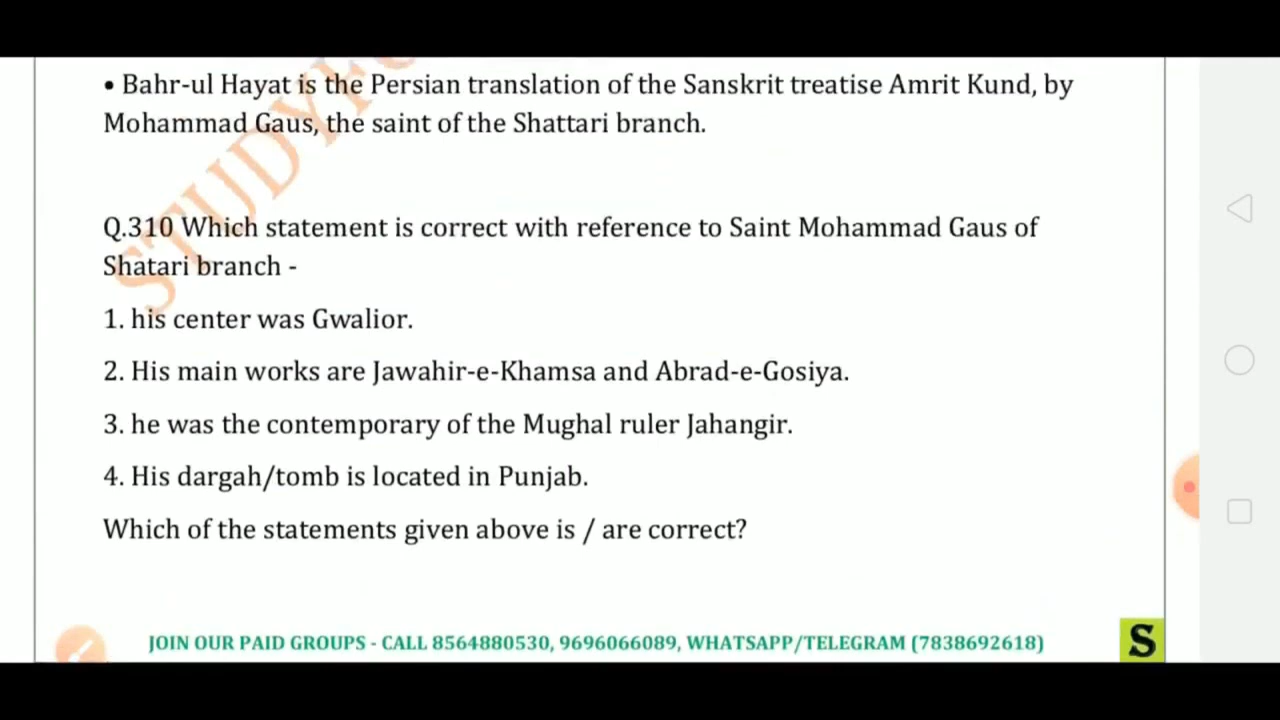 • Bahr-ul Hayat is the Persian translation of the Sanskrit treatise Amrit Kund, by
Mohammad Gaus, the saint of the Shattari branch.
Q.310 Which statement is correct with reference to Saint Mohammad Gaus of
Shatari branch -
1. his center was Gwalior.
2. His main works are Jawahir-e-Khamsa and Abrad-e-Gosiya.
3. he was the contemporary of the Mughal ruler Jahangir.
4. His dargah/tomb is located in Punjab.
Which of the statements given above is / are correct?
JOIN OUR PAID GROUPS - CALL 8564880530, 9696066089, WHATSAPP/TELEGRAM (7838692618)
S